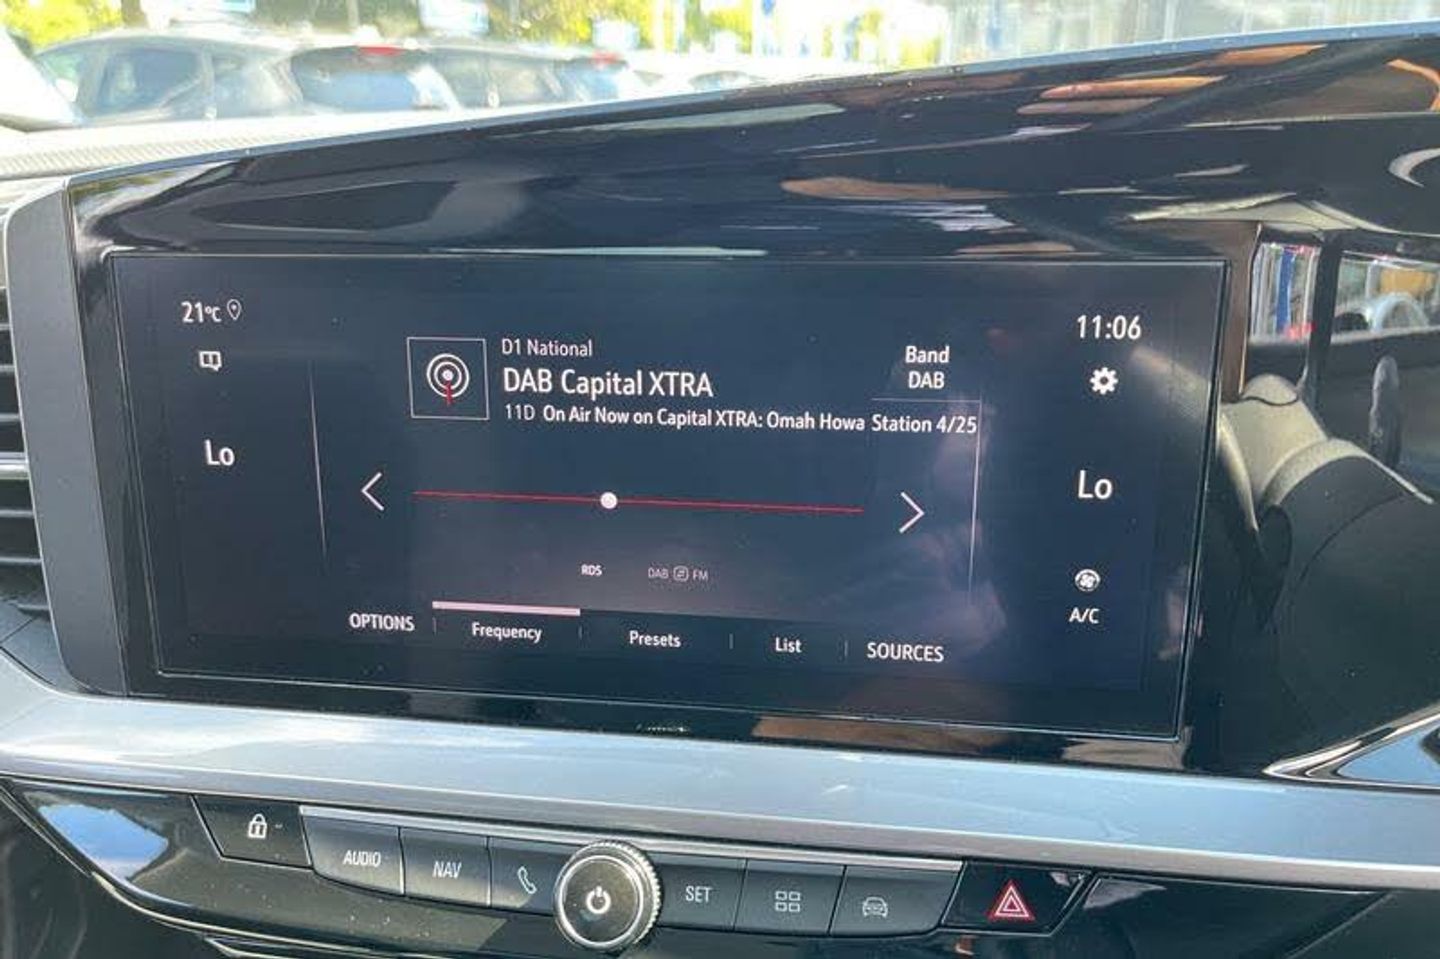 21°C
11:06
D1 National
DAB Capital XTRA
Band
DAB
11D On Air Now on Capital XTRA: Omah Howa Station 4/25
Lo
Lo
RDS
DAB FM
A/C
OPTIONS
Frequency
Presets
List
SOURCES
AUDIO
NAV
SET